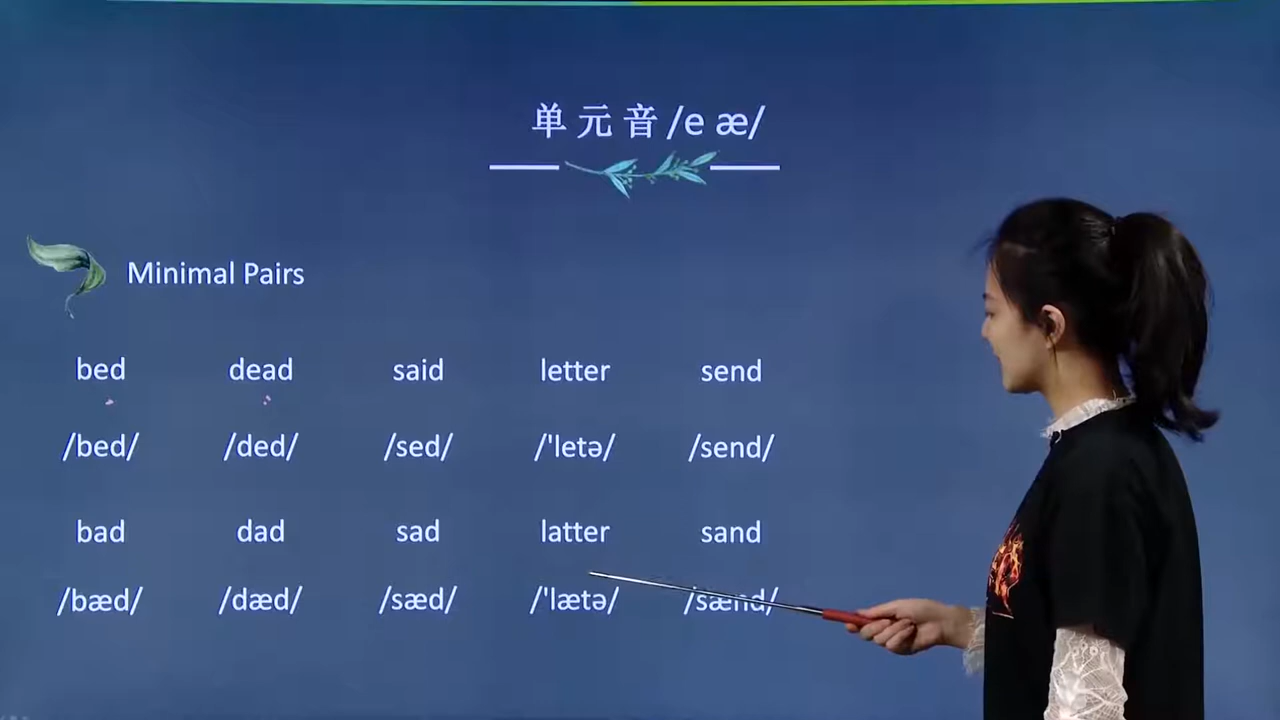 单元音/e æ/
Minimal Pairs
bed dead said letter send
/bed/ /ded/ /sed/ /'letə/ /send/
bad dad sad latter sand
/bæd/ /dæd/ /sæd/ /'lætə/ /sænd/